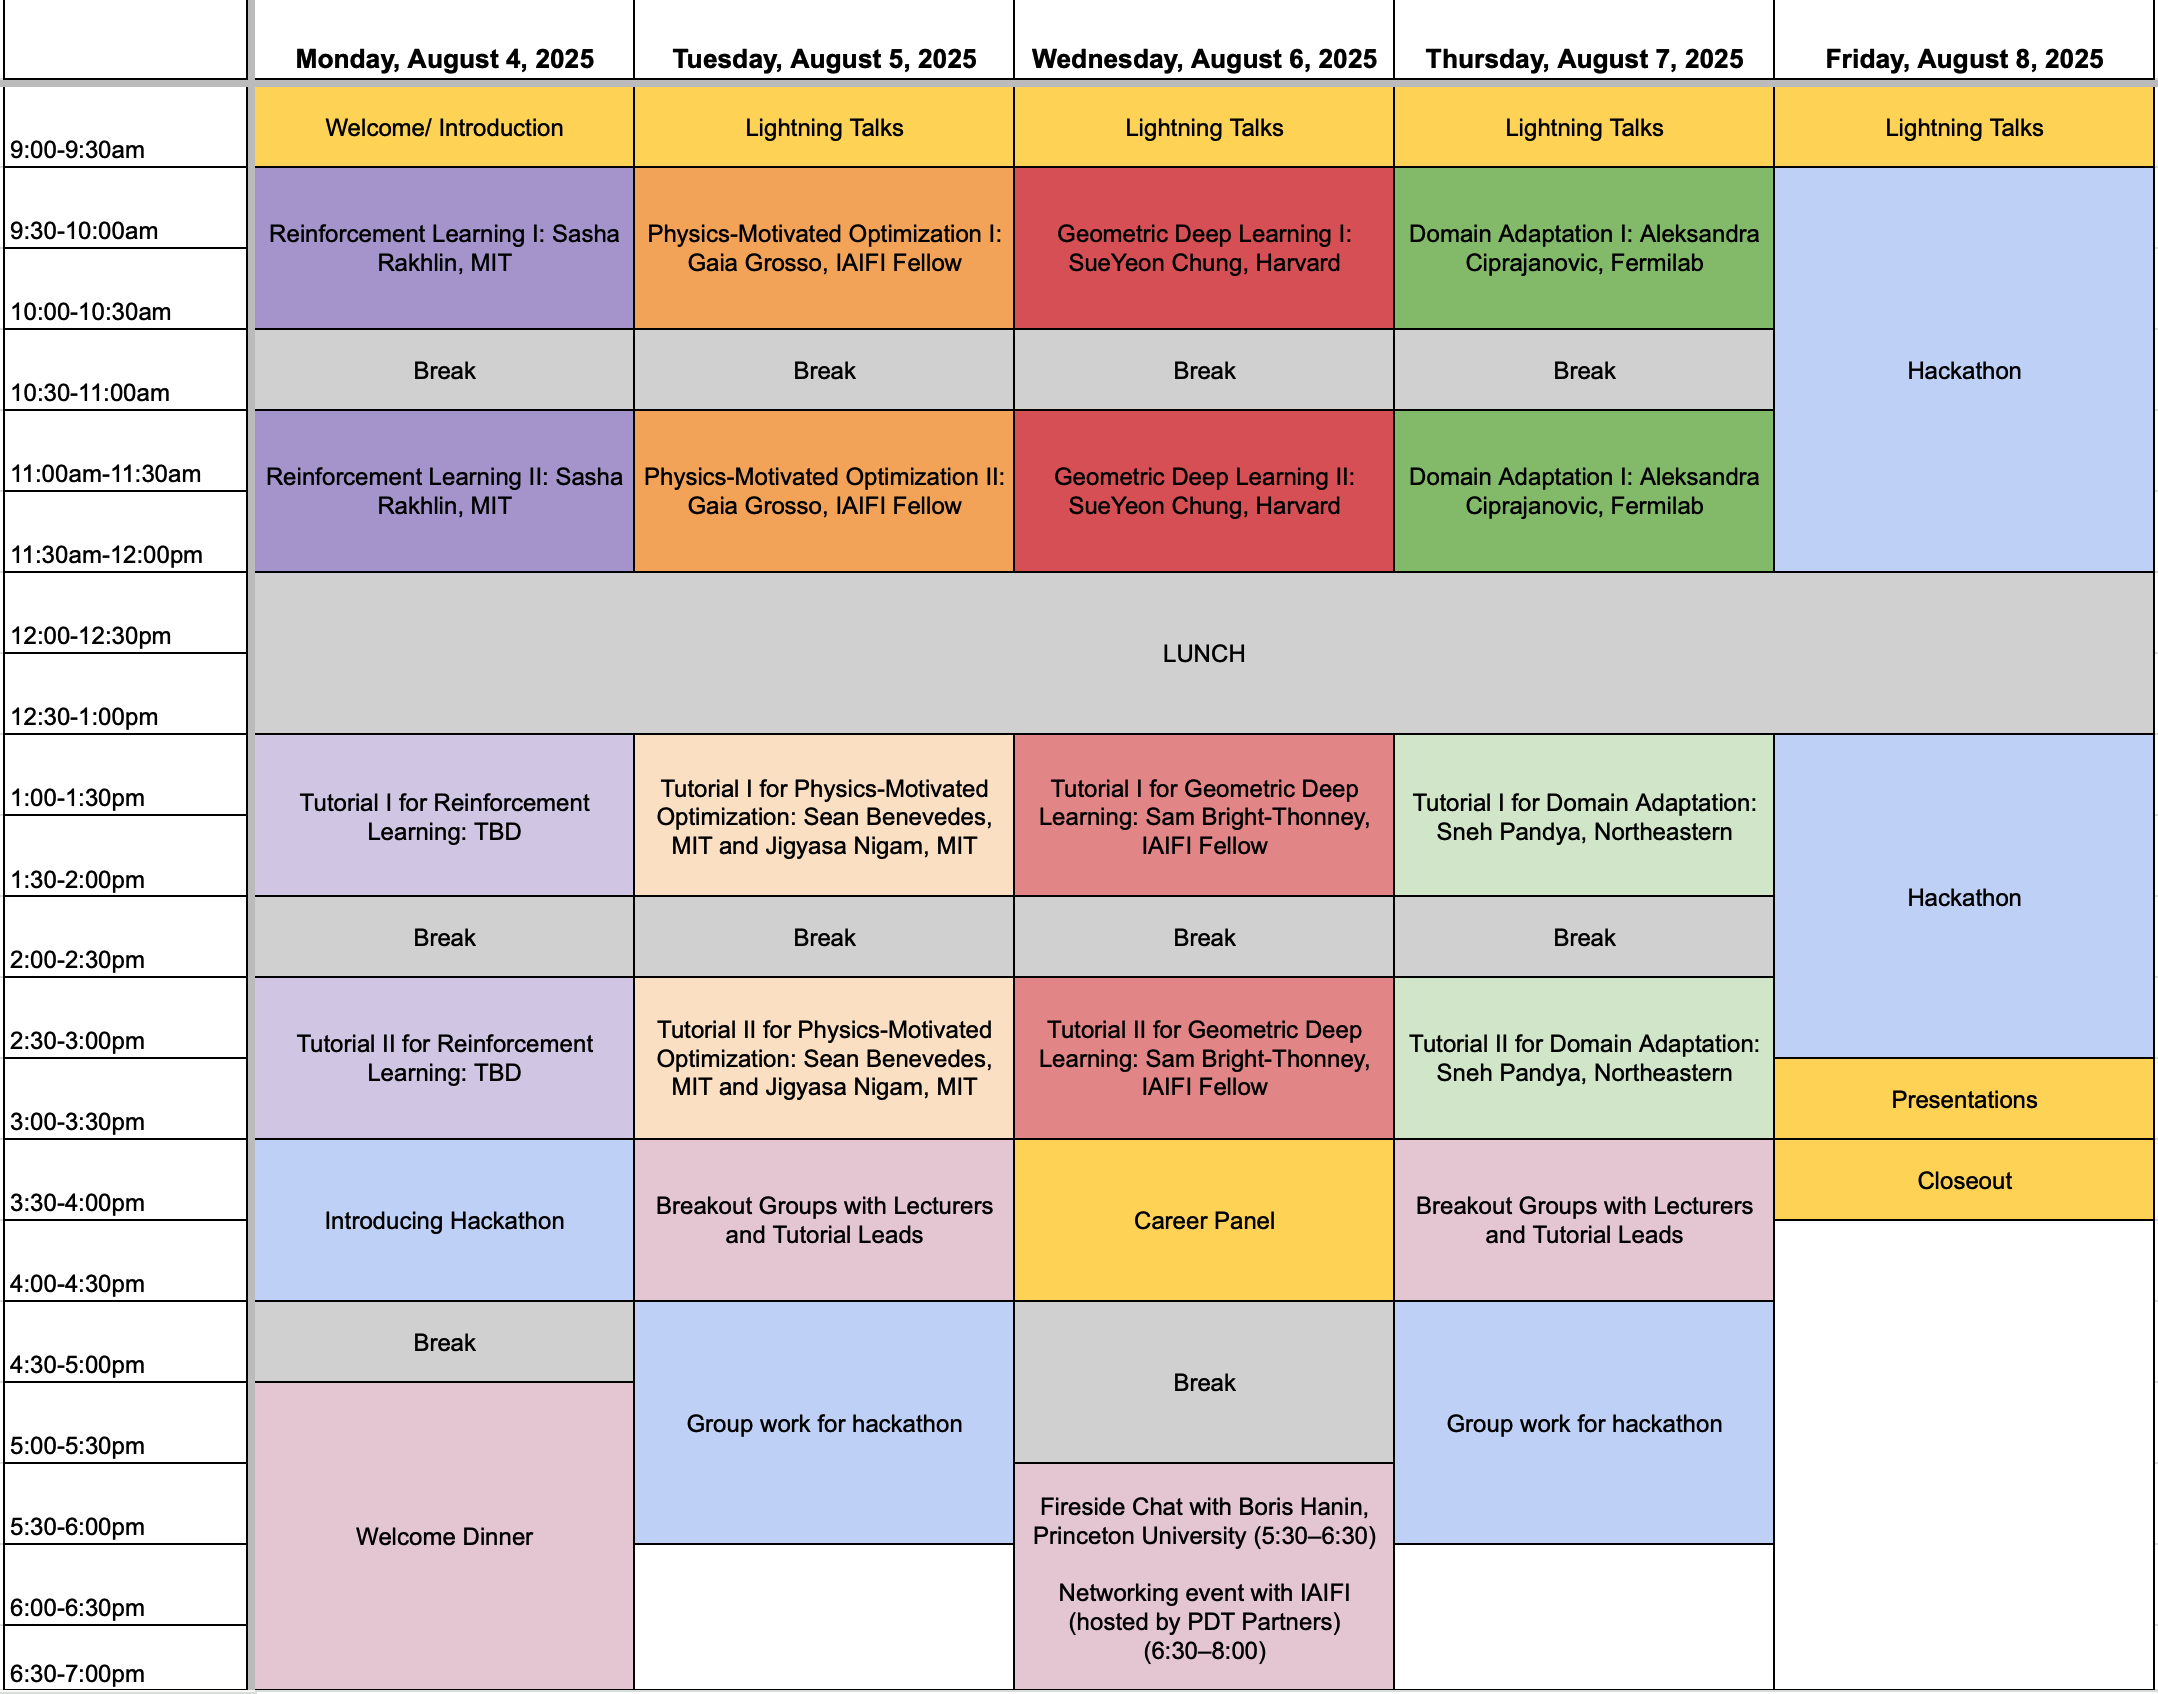 Monday, August 4, 2025
Tuesday, August 5, 2025
Wednesday, August 6, 2025
Thursday, August 7, 2025
Friday, August 8, 2025
9:00-9:30am
Welcome/ Introduction
Lightning Talks
Lightning Talks
Lightning Talks
Lightning Talks
9:30-10:00am
10:00-10:30am
Reinforcement Learning I: Sasha
Rakhlin, MIT
Physics-Motivated Optimization I:
Gaia Grosso, IAIFI Fellow
Geometric Deep Learning I:
SueYeon Chung, Harvard
Domain Adaptation I: Aleksandra
Ciprajanovic, Fermilab
Hackathon
10:30-11:00am
Break
Break
Break
Break
11:00am-11:30am
11:30am-12:00pm
Reinforcement Learning II: Sasha
Rakhlin, MIT
Physics-Motivated Optimization II:
Gaia Grosso, IAIFI Fellow
Geometric Deep Learning II:
SueYeon Chung, Harvard
Domain Adaptation I: Aleksandra
Ciprajanovic, Fermilab
12:00-12:30pm
12:30-1:00pm
LUNCH
1:00-1:30pm
1:30-2:00pm
Tutorial I for Reinforcement
Learning: TBD
Tutorial I for Physics-Motivated
Optimization: Sean Benevedes,
MIT and Jigyasa Nigam, MIT
Tutorial I for Geometric Deep
Learning: Sam Bright-Thonney,
IAIFI Fellow
Tutorial I for Domain Adaptation:
Sneh Pandya, Northeastern
Hackathon
2:00-2:30pm
Break
Break
Break
Break
2:30-3:00pm
3:00-3:30pm
Tutorial II for Reinforcement
Learning: TBD
Tutorial II for Physics-Motivated
Optimization: Sean Benevedes,
MIT and Jigyasa Nigam, MIT
Tutorial II for Geometric Deep
Learning: Sam Bright-Thonney,
IAIFI Fellow
Tutorial II for Domain Adaptation:
Sneh Pandya, Northeastern
Presentations
3:30-4:00pm
4:00-4:30pm
Introducing Hackathon
Breakout Groups with Lecturers
and Tutorial Leads
Career Panel
Breakout Groups with Lecturers
and Tutorial Leads
Closeout
4:30-5:00pm
Break
5:00-5:30pm
5:30-6:00pm
Group work for hackathon
Break
Group work for hackathon
6:00-6:30pm
6:30-7:00pm
Welcome Dinner
Fireside Chat with Boris Hanin,
Princeton University (5:30–6:30)
Networking event with IAIFI
(hosted by PDT Partners)
(6:30–8:00)